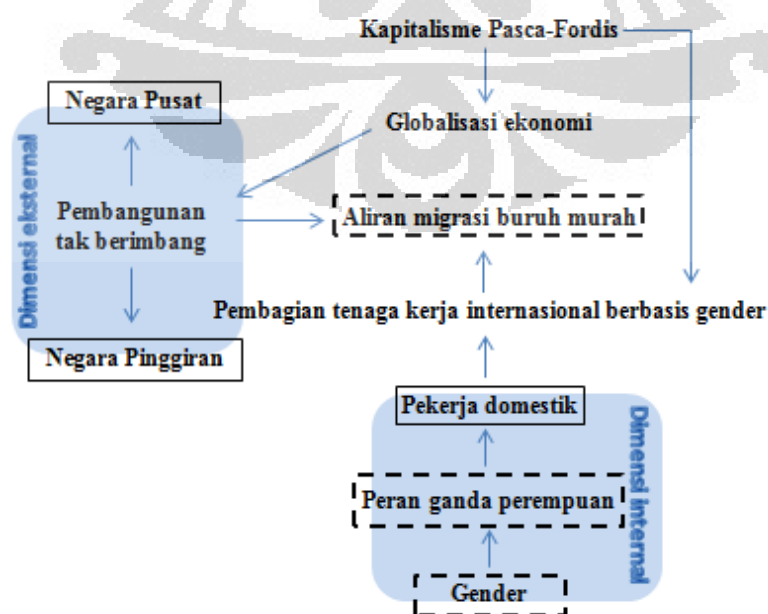 Kapitalisme Pasca-Fordis
Negara Pusat
Globalisasi ekonomi
Dimensi eksternal
Pembangunan
tak berimbang
Aliran migrasi buruh murah
Pembagian tenaga kerja internasional berbasis gender
Negara Pinggiran
Pekerja domestik
Dimensi internal
Peran ganda perempuan
Gender